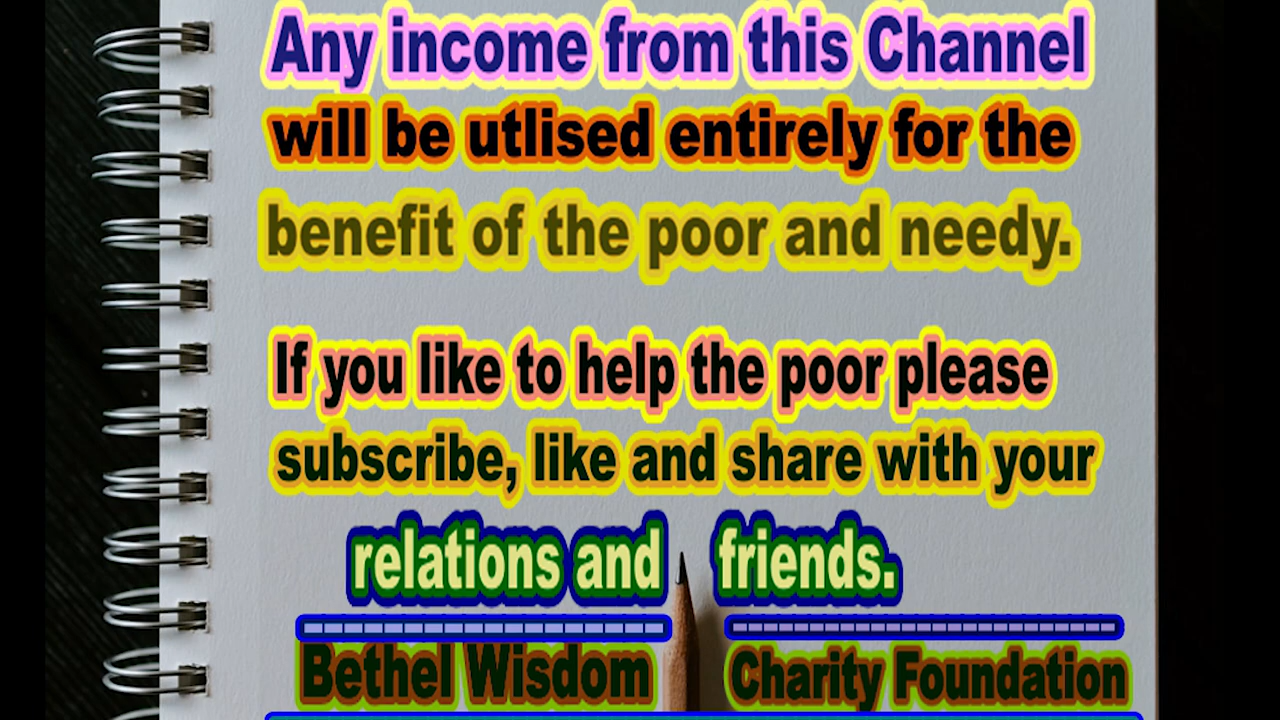 Any income from this Channel
will be utlised entirely for the
benefit of the poor and needy.
If you like to help the poor please
subscribe, like and share with your
relations and friends.
Bethel Wisdom Charity Foundation